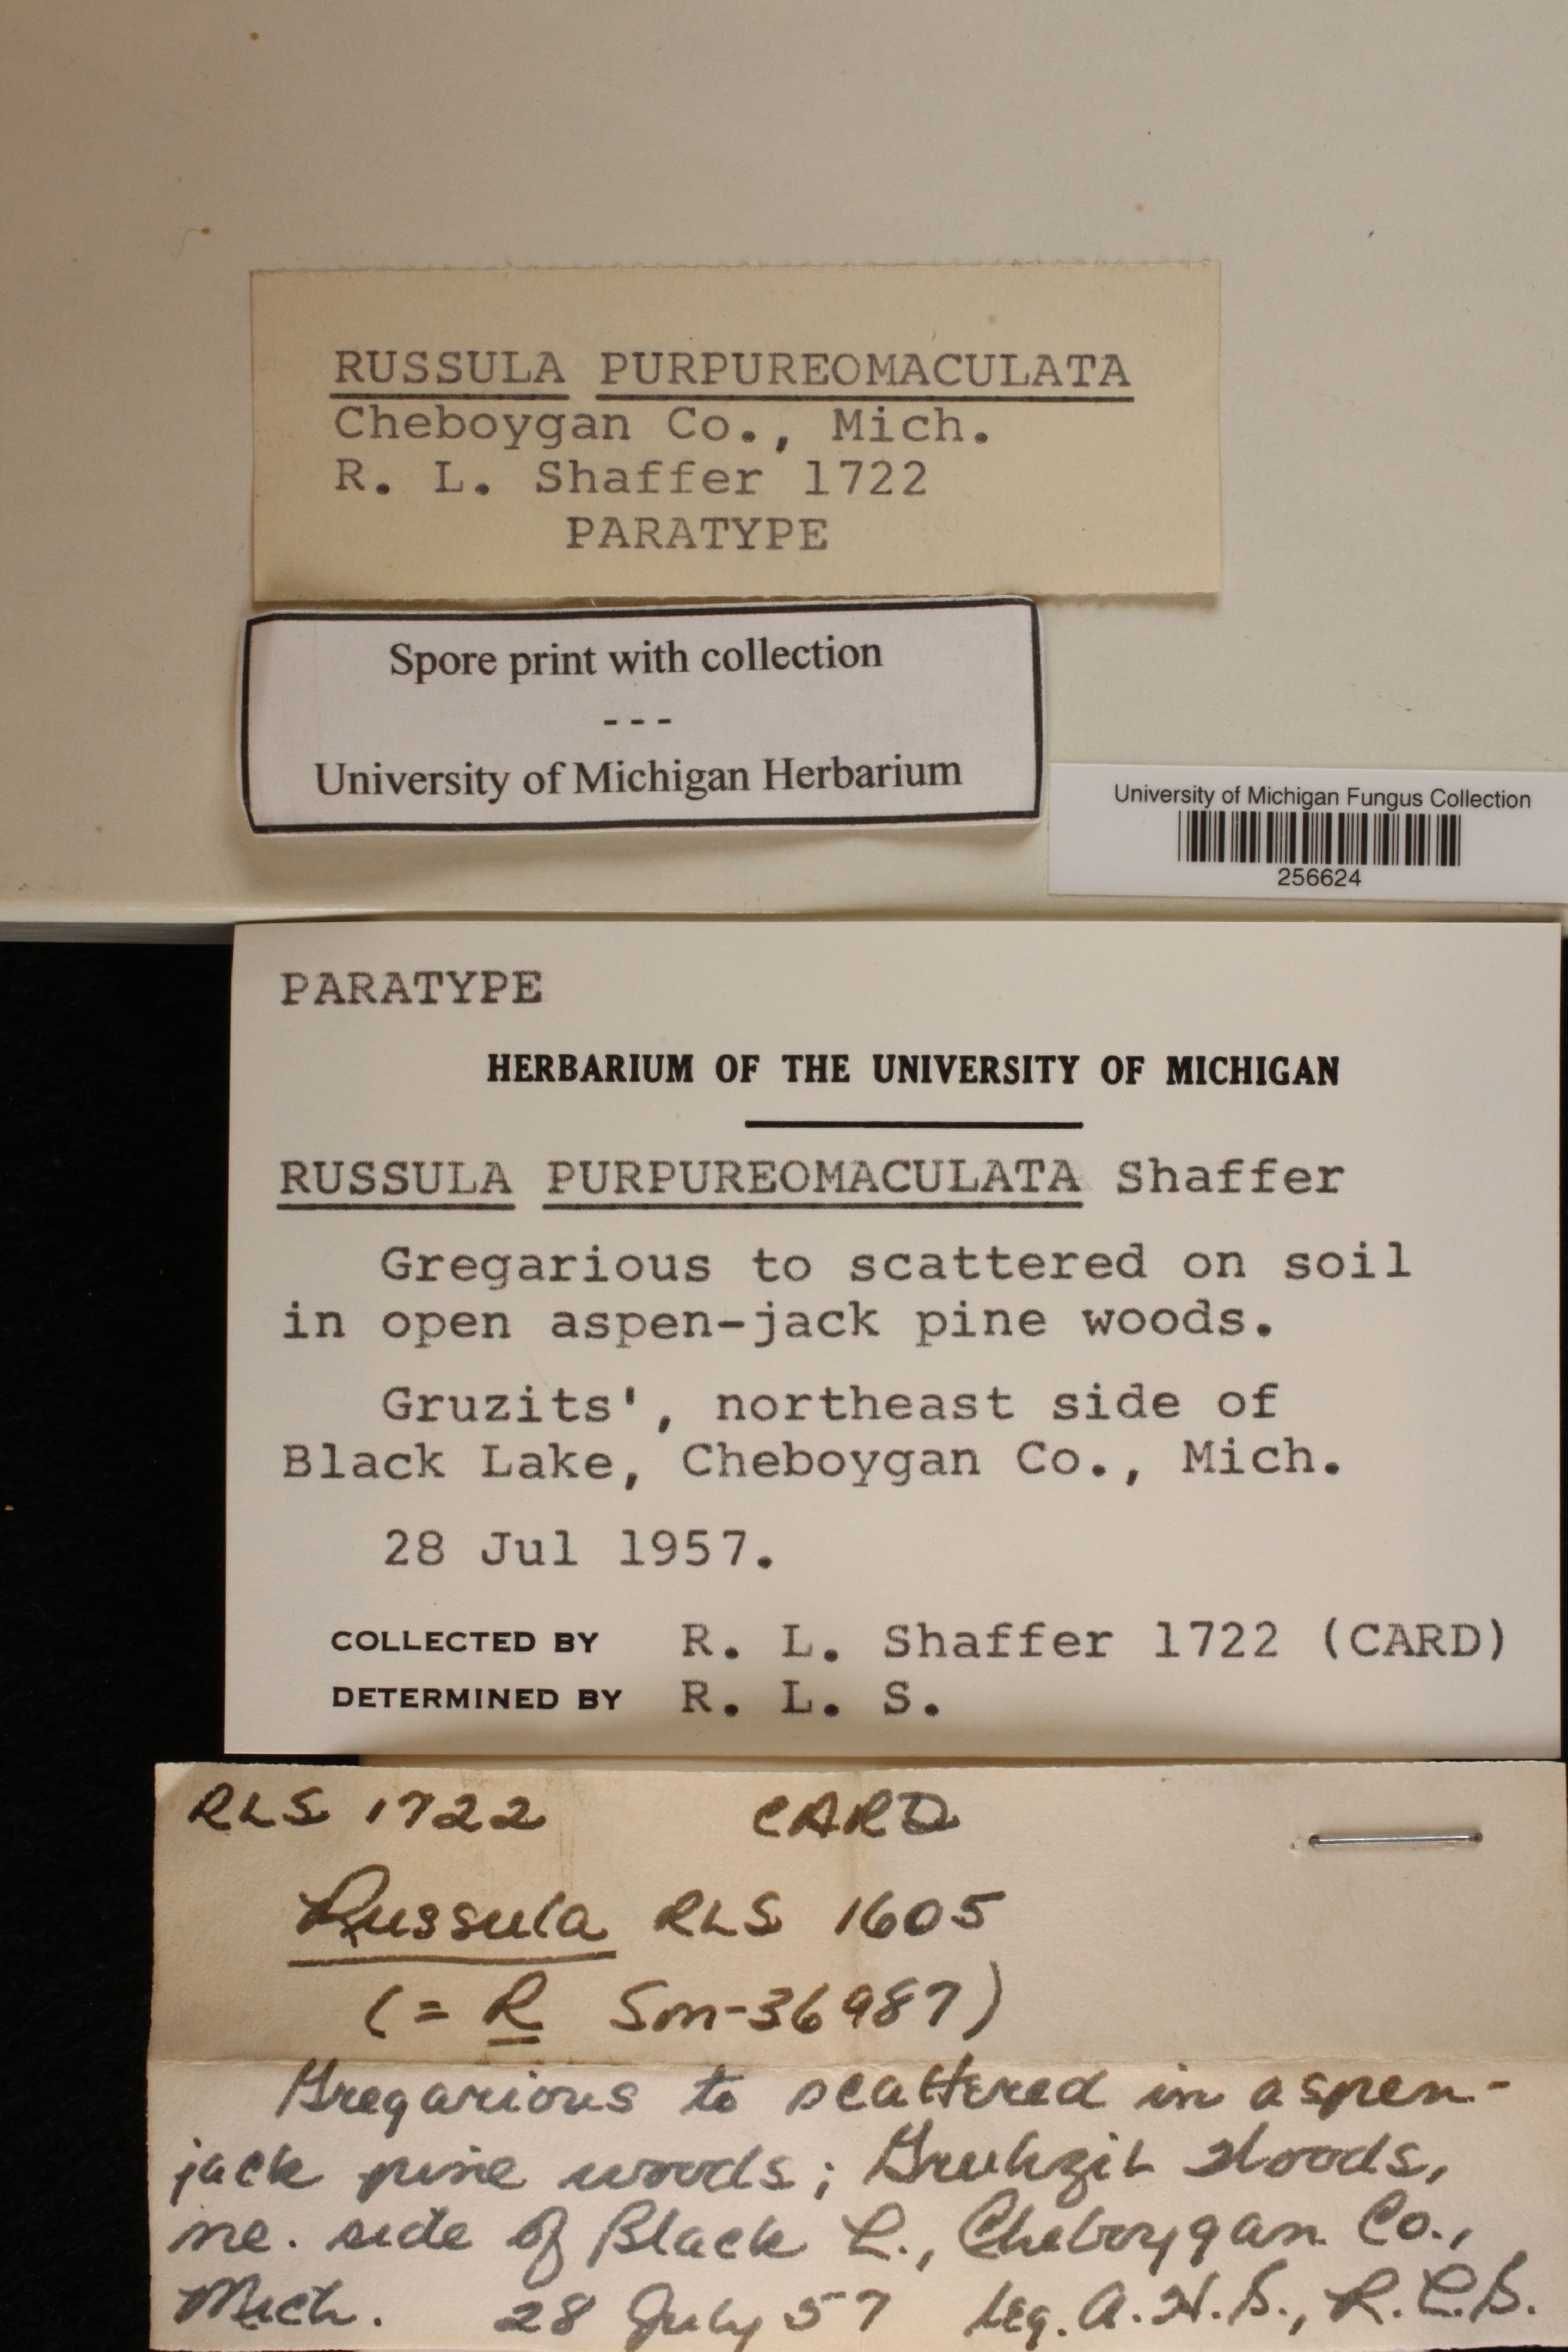 RUSSULA PURPUREOMACULATA
Cheboygan Co., Mich.
R. L. Shaffer 1722
PARATYPE
Spore print with collection
---
University of Michigan Herbarium
University of Michigan Fungus Collection
256624
PARATYPE
HERBARIUM OF THE UNIVERSITY OF MICHIGAN
RUSSULA PURPUREOMACULATA Shaffer
Gregarious to scattered on soil
in open aspen-jack pine woods.
Gruzits', northeast side of
Black Lake, Cheboygan Co., Mich.
28 Jul 1957.
COLLECTED BY R. L. Shaffer 1722 (CARD)
DETERMINED BY R. L. S.
RLS 1722 CARD
Russula RLS 1605
(= R Sm-36987)
Gregarious to scattered in aspen-
jack pine woods; Woods,
ne. side of Black L., Cheboygan Co.,
Mich. 28 July 57 Leg. A.H.S., R.L.S.